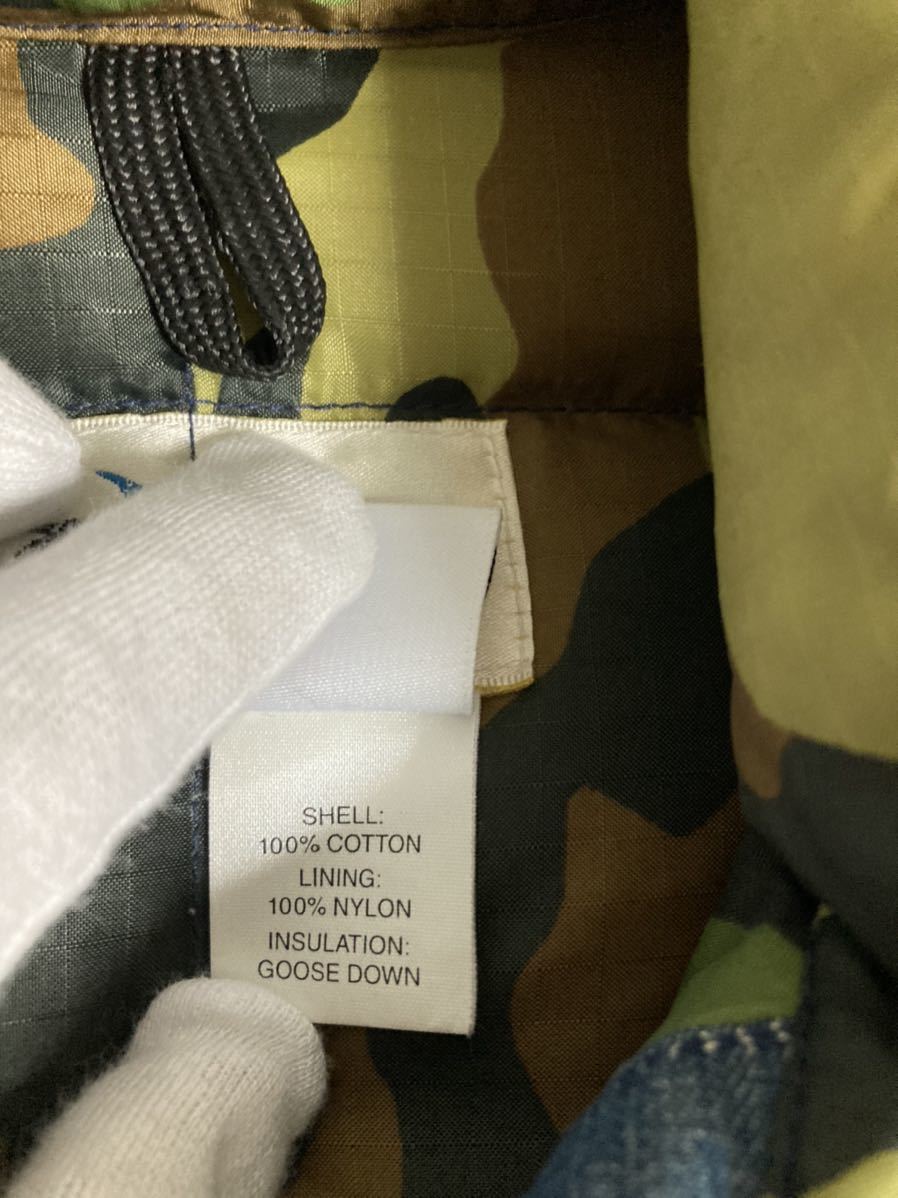 SHELL:
100% COTTON
LINING:
100% NYLON
INSULATION:
GOOSE DOWN